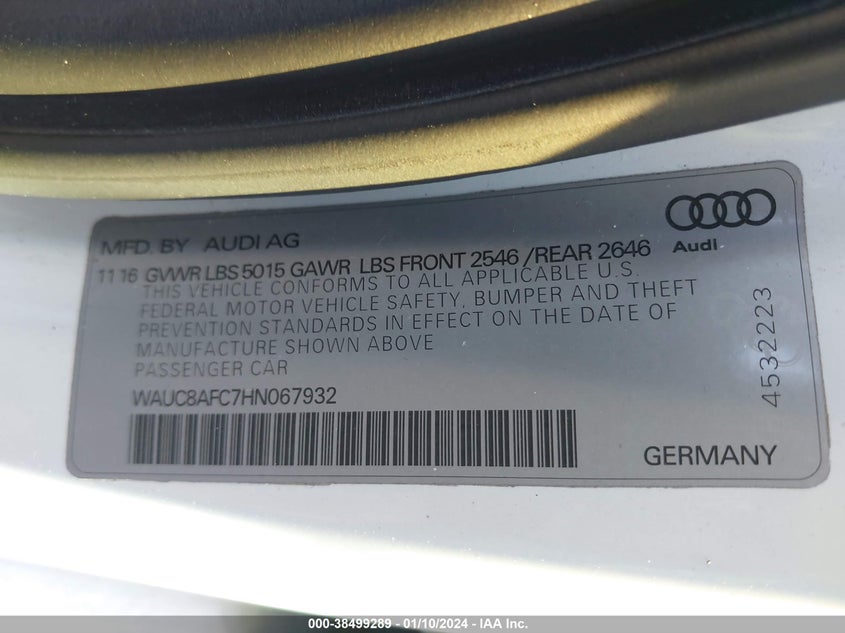 MFD. BY AUDI AG
Audi
11 16 GVWR LBS 5015 GAWR LBS FRONT 2546 /REAR 2646
THIS VEHICLE CONFORMS TO ALL APPLICABLE U.S.
FEDERAL MOTOR VEHICLE SAFETY, BUMPER AND THEFT
PREVENTION STANDARDS IN EFFECT ON THE DATE OF
MANUFACTURE SHOWN ABOVE
PASSENGER CAR
WAUC8AFC7HN067932
GERMANY
4532223
000-38499289 - 01/10/2024 - IAA Inc.